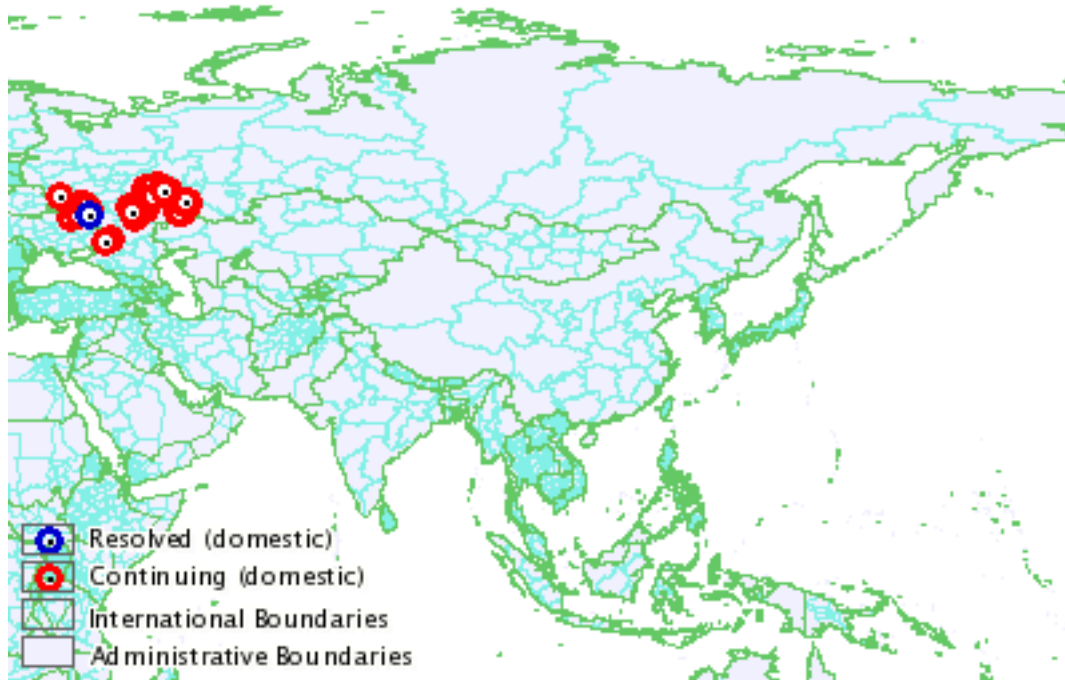 Resolved (domestic)
Continuing (domestic)
International Boundaries
Administrative Boundaries